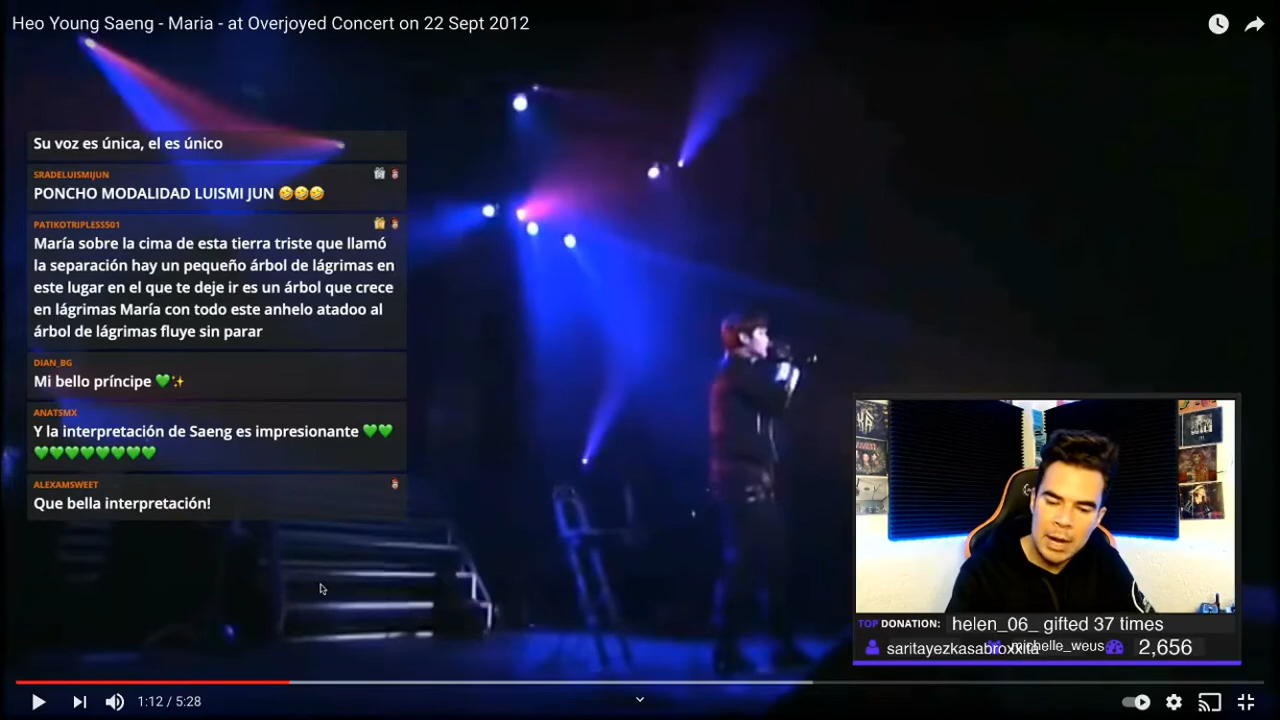 Heo Young Saeng - Maria - at Overjoyed Concert on 22 Sept 2012
Su voz es única, el es único
SRADELUISMIJUN
PONCHO MODALIDAD LUISMI JUN 🤣🤣🤣
PATIKOTRIPLESSS01
María sobre la cima de esta tierra triste que llamó
la separación hay un pequeño árbol de lágrimas en
este lugar en el que te deje ir es un árbol que crece
en lágrimas María con todo este anhelo atadoo al
árbol de lágrimas fluye sin parar
DIAN_BG
Mi bello príncipe 💚✨
ANATSMX
Y la interpretación de Saeng es impresionante 💚💚
💚💚💚💚💚💚💚💚
ALEXAMSWEET
Que bella interpretación!
TOP DONATION: helen_06_ gifted 37 times
saritayezkasabroxxita michelle_weus 2,656
1:12 / 5:28